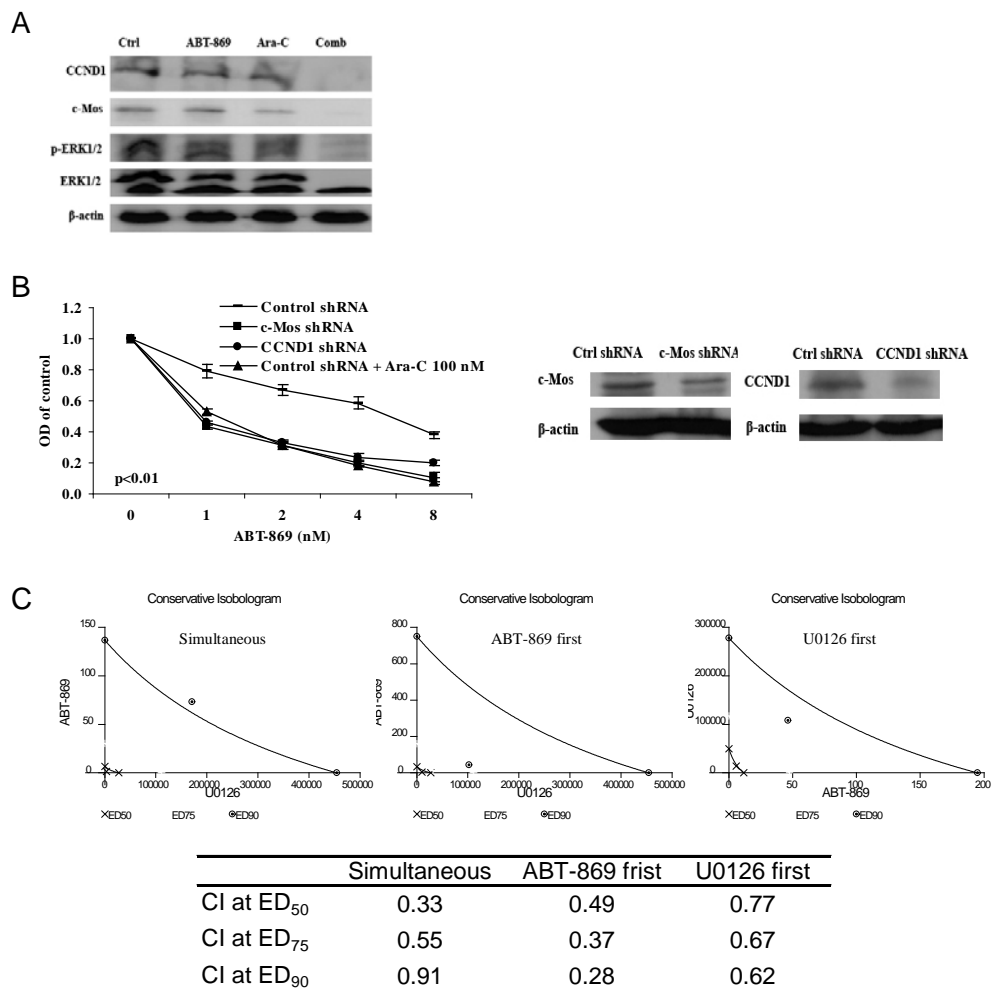 A
Ctrl ABT-869 Ara-C Comb
CCND1
c-Mos
p-ERK1/2
ERK1/2
β-actin
B
1.2
1.0
0.8
0.6
0.4
0.2
0.0
OD of control
Control shRNA
c-Mos shRNA
CCND1 shRNA
Control shRNA + Ara-C 100 nM
p<0.01
0 1 2 4 8
ABT-869 (nM)
Ctrl shRNA c-Mos shRNA
c-Mos
β-actin
Ctrl shRNA CCND1 shRNA
CCND1
β-actin
C
Conservative Isobologram
Simultaneous
150
100
50
0
ABT-869
0 100000 200000 300000 400000 500000
U0126
ED50 ED75 ED90
Conservative Isobologram
ABT-869 first
800
600
400
200
0
ABT-869
0 100000 200000 300000 400000 500000
U0126
ED50 ED75 ED90
Conservative Isobologram
U0126 first
300000
200000
100000
0
U0126
0 50 100 150 200
ABT-869
ED50 ED75 ED90
Simultaneous ABT-869 frist U0126 first
CI at ED50 0.33 0.49 0.77
CI at ED75 0.55 0.37 0.67
CI at ED90 0.91 0.28 0.62